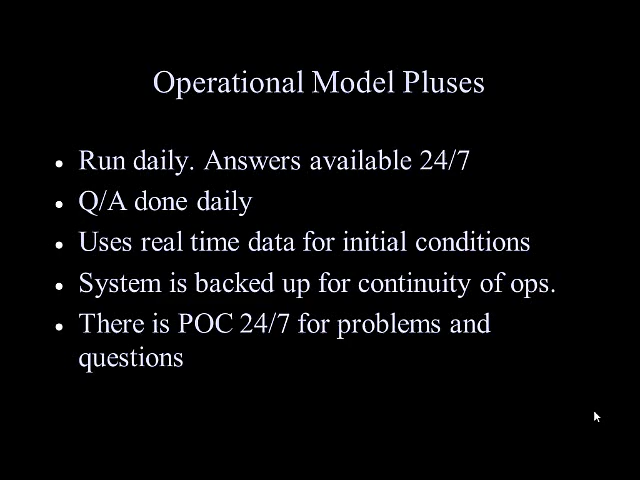 Operational Model Pluses
• Run daily. Answers available 24/7
• Q/A done daily
• Uses real time data for initial conditions
• System is backed up for continuity of ops.
• There is POC 24/7 for problems and
questions